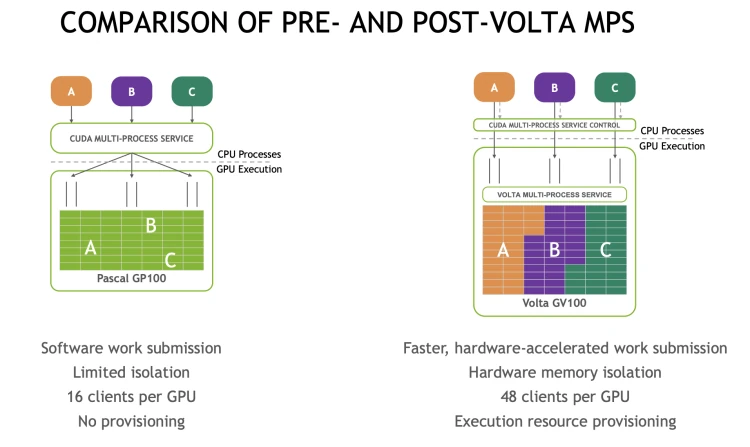 COMPARISON OF PRE- AND POST-VOLTA MPS
A
B
C
CUDA MULTI-PROCESS SERVICE
CPU Processes
GPU Execution
A
B
C
Pascal GP100
Software work submission
Limited isolation
16 clients per GPU
No provisioning
A
B
C
CUDA MULTI-PROCESS SERVICE CONTROL
CPU Processes
GPU Execution
VOLTA MULTI-PROCESS SERVICE
A
B
C
Volta GV100
Faster, hardware-accelerated work submission
Hardware memory isolation
48 clients per GPU
Execution resource provisioning